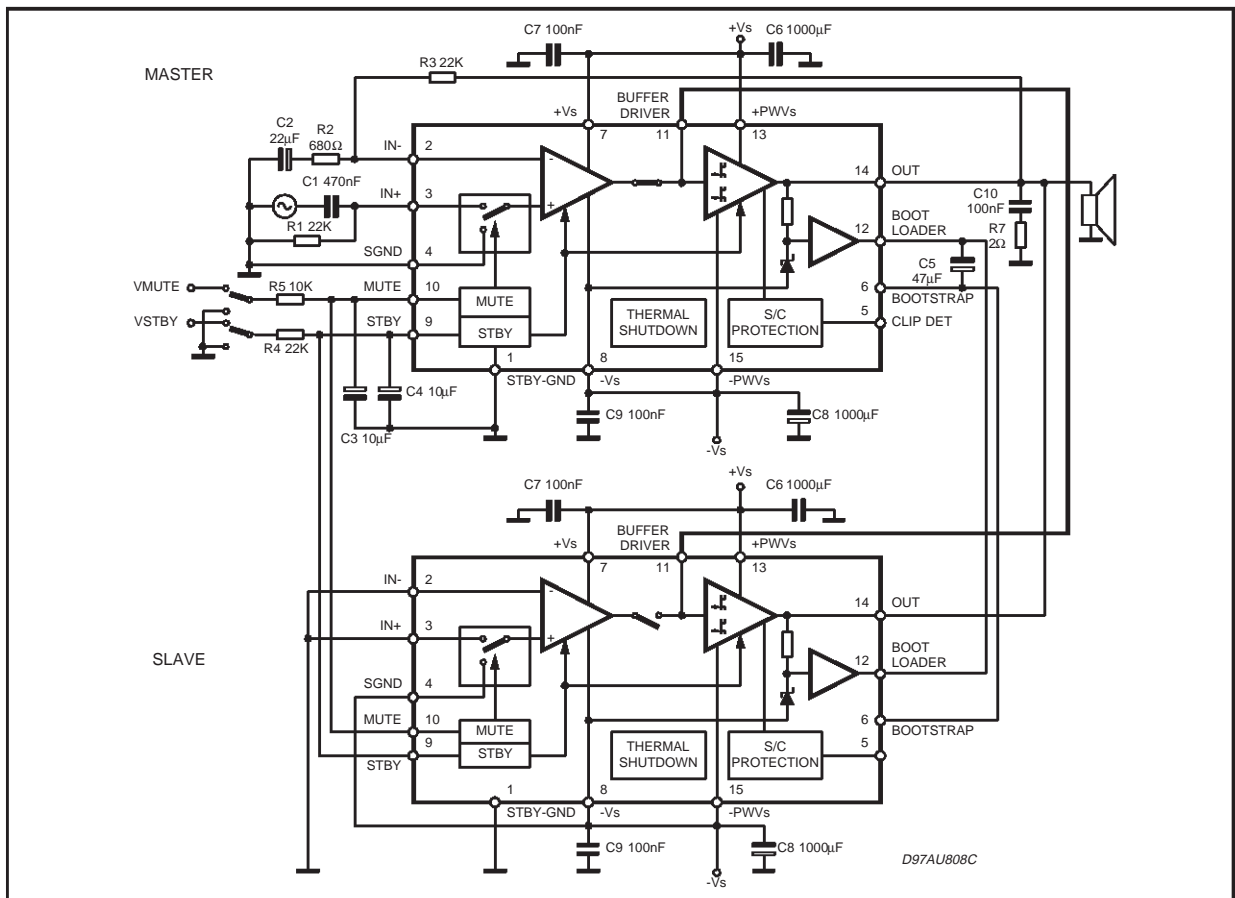 C7 100nF
+Vs
C6 1000μF
MASTER
R3 22K
BUFFER
DRIVER
+Vs
+PWVs
C2
22μF
R2
680Ω
7
11
13
IN-
2
-
C1 470nF
IN+
3
+
14
OUT
R1 22K
C10
100nF
BOOT
LOADER
SGND
4
12
R7
2Ω
VMUTE
R5 10K
MUTE
10
MUTE
C5
47μF
6
BOOTSTRAP
VSTBY
STBY
9
STBY
THERMAL
SHUTDOWN
S/C
PROTECTION
5
CLIP DET
R4 22K
1
8
15
STBY-GND
-Vs
-PWVs
C4 10μF
C9 100nF
C8 1000μF
C3 10μF
-Vs
+Vs
C7 100nF
C6 1000μF
BUFFER
DRIVER
+Vs
+PWVs
7
11
13
IN-
2
-
14
OUT
IN+
3
+
SLAVE
BOOT
LOADER
12
SGND
4
MUTE
10
MUTE
6
BOOTSTRAP
9
STBY
STBY
THERMAL
SHUTDOWN
S/C
PROTECTION
5
1
8
15
STBY-GND
-Vs
-PWVs
C9 100nF
C8 1000μF
D97AU808C
-Vs